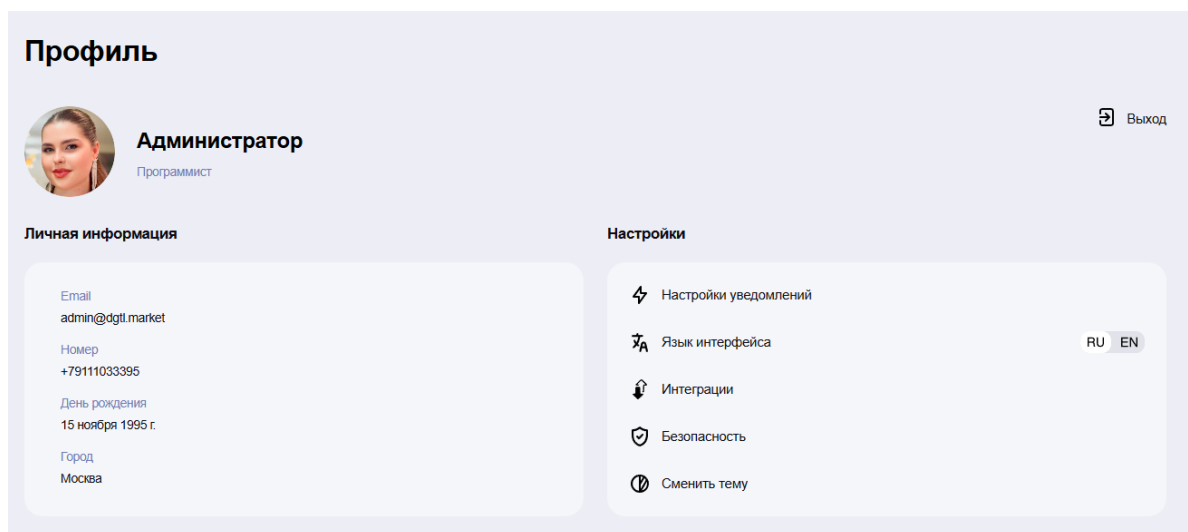 Профиль
Администратор
Программист
Выход
Личная информация
Email
admin@dgtl.market
Номер
+79111033395
День рождения
15 ноября 1995 г.
Город
Москва
Настройки
Настройки уведомлений
Язык интерфейса
RU EN
Интеграции
Безопасность
Сменить тему